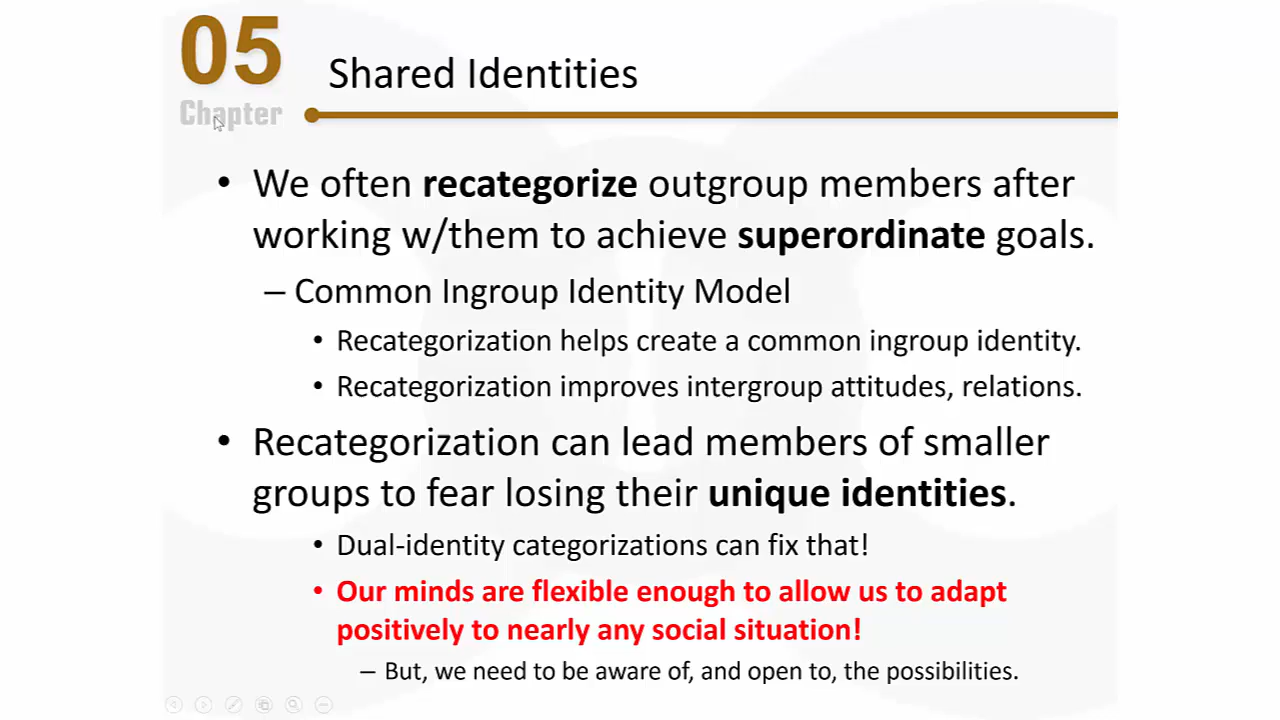 05
Chapter
Shared Identities
• We often recategorize outgroup members after
working w/them to achieve superordinate goals.
– Common Ingroup Identity Model
• Recategorization helps create a common ingroup identity.
• Recategorization improves intergroup attitudes, relations.
• Recategorization can lead members of smaller
groups to fear losing their unique identities.
• Dual-identity categorizations can fix that!
• Our minds are flexible enough to allow us to adapt
positively to nearly any social situation!
– But, we need to be aware of, and open to, the possibilities.